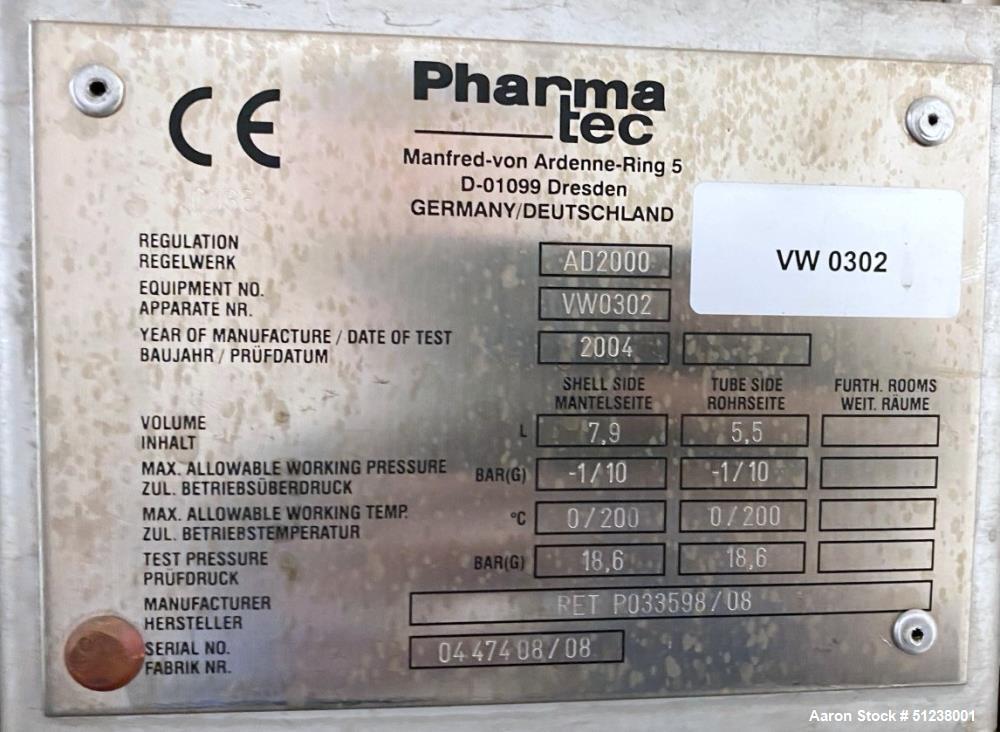 CE
Pharma
tec
Manfred-von Ardenne-Ring 5
D-01099 Dresden
GERMANY/DEUTSCHLAND
VW 0302
REGULATION
REGELWERK
AD2000
EQUIPMENT NO.
APPARATE NR.
VW0302
YEAR OF MANUFACTURE / DATE OF TEST
BAUJAHR / PRÜFDATUM
2004
SHELL SIDE
MANTELSEITE
TUBE SIDE
ROHRSEITE
FURTH. ROOMS
WEIT. RÄUME
VOLUME
INHALT
L 7,9 5,5
MAX. ALLOWABLE WORKING PRESSURE
ZUL. BETRIEBSÜBERDRUCK
BAR(G) -1/10 -1/10
MAX. ALLOWABLE WORKING TEMP.
ZUL. BETRIEBSTEMPERATUR
°C 0/200 0/200
TEST PRESSURE
PRÜFDRUCK
BAR(G) 18,6 18,6
MANUFACTURER
HERSTELLER
RET P033598/08
SERIAL NO.
FABRIK NR.
0447408/08
Aaron Stock # 51238001